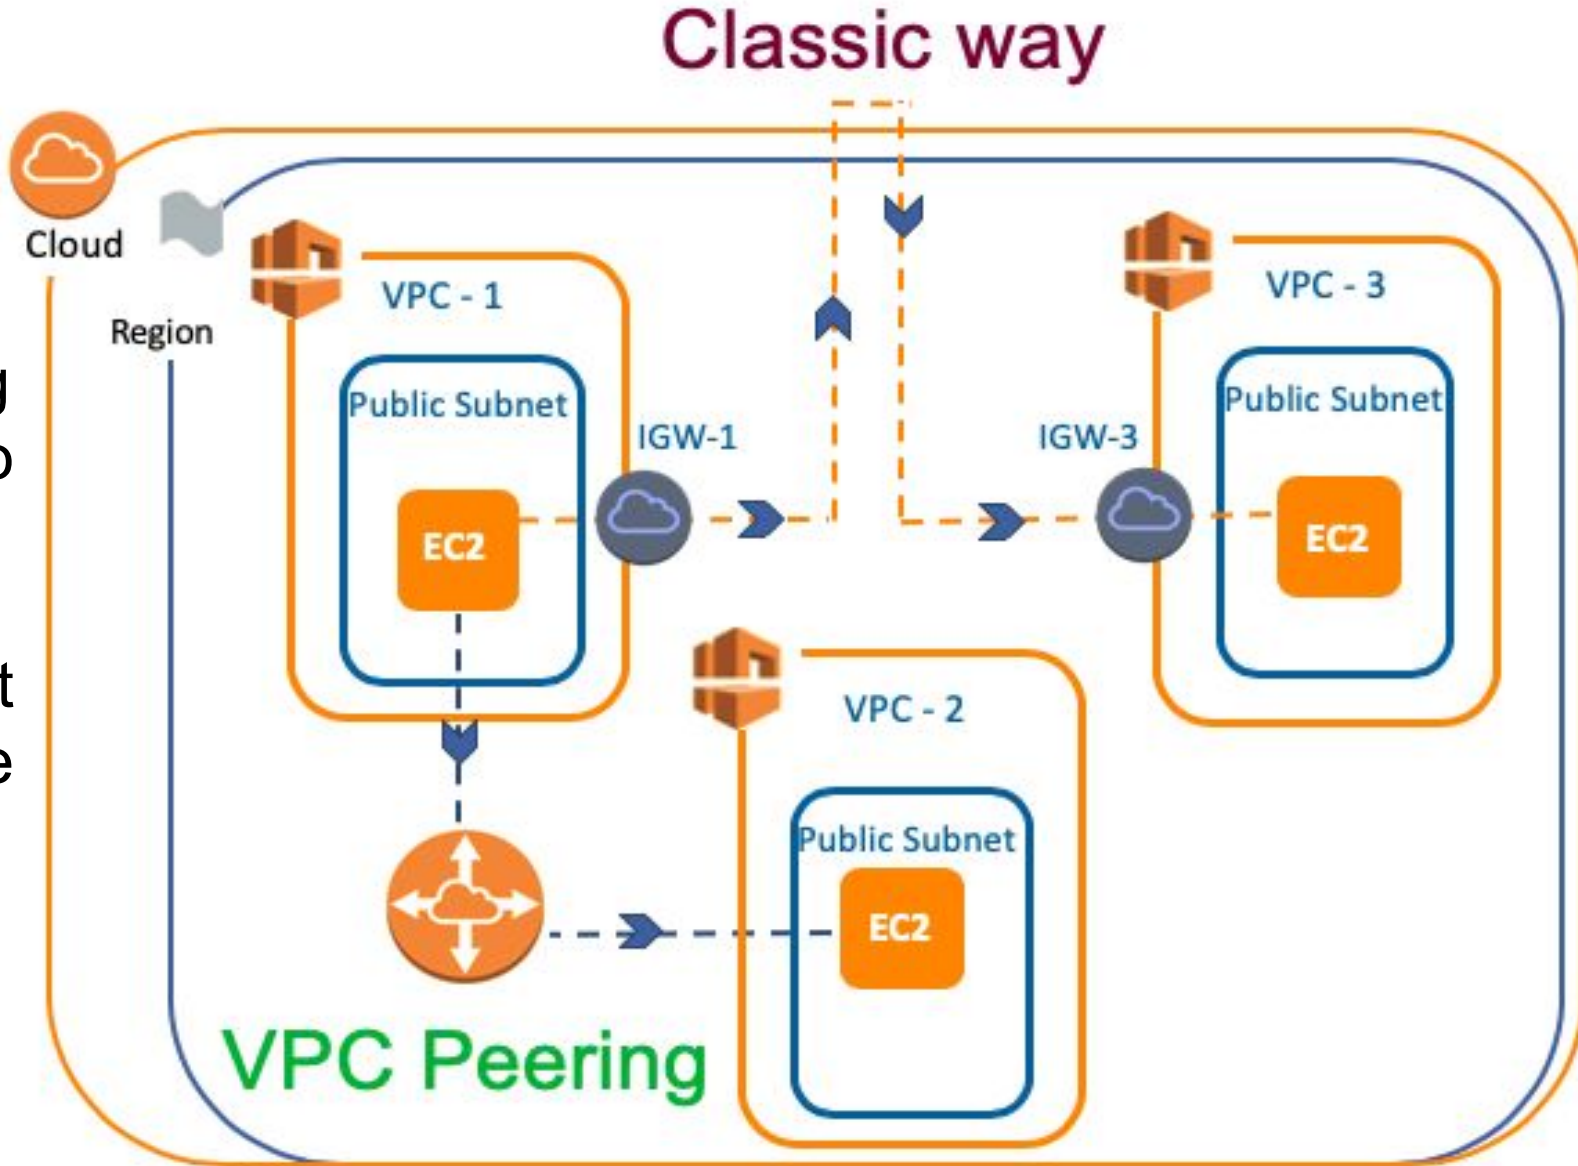 Classic way
Cloud
Region
VPC - 1
Public Subnet
EC2
IGW-1
IGW-3
VPC - 3
Public Subnet
EC2
VPC - 2
Public Subnet
EC2
VPC Peering